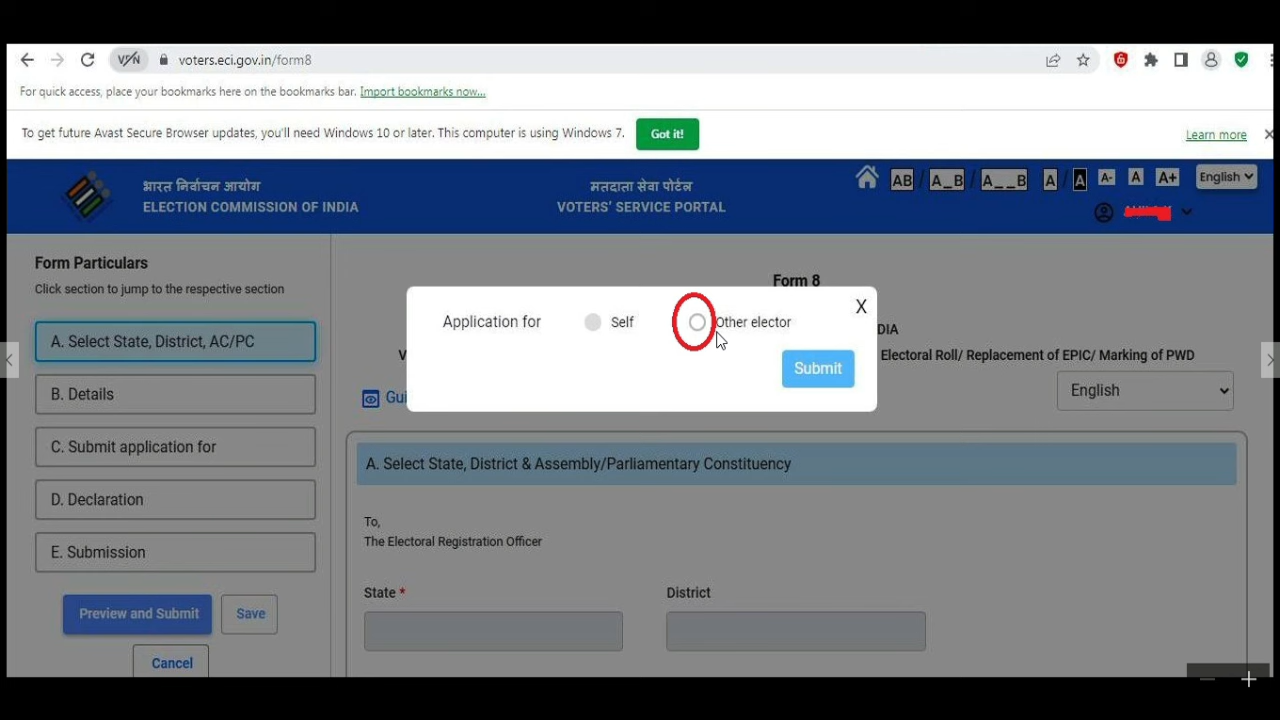 VPN
voters.eci.gov.in/form8
For quick access, place your bookmarks here on the bookmarks bar. Import bookmarks now...
To get future Avast Secure Browser updates, you'll need Windows 10 or later. This computer is using Windows 7. Got it! Learn more
भारत निर्वाचन आयोग
ELECTION COMMISSION OF INDIA
मतदाता सेवा पोर्टल
VOTERS' SERVICE PORTAL
AB / A_B / A__B A / A A- A A+ English
Form Particulars
Click section to jump to the respective section
A. Select State, District, AC/PC
B. Details
C. Submit application for
D. Declaration
E. Submission
Preview and Submit Save
Cancel
Form 8
Application for Self Other elector X
Submit
DIA
V Electoral Roll/ Replacement of EPIC/ Marking of PWD
Gui English
A. Select State, District & Assembly/Parliamentary Constituency
To,
The Electoral Registration Officer
State * District